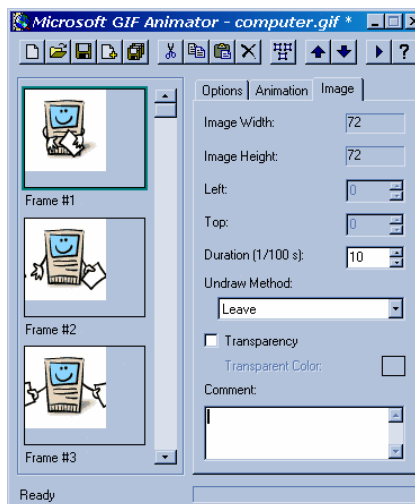 Microsoft GIF Animator - computer.gif *
Options Animation Image
Image Width: 72
Image Height: 72
Left: 0
Top: 0
Duration (1/100 s): 10
Undraw Method:
Leave
Transparency
Transparent Color:
Comment:
Frame #1
Frame #2
Frame #3
Ready